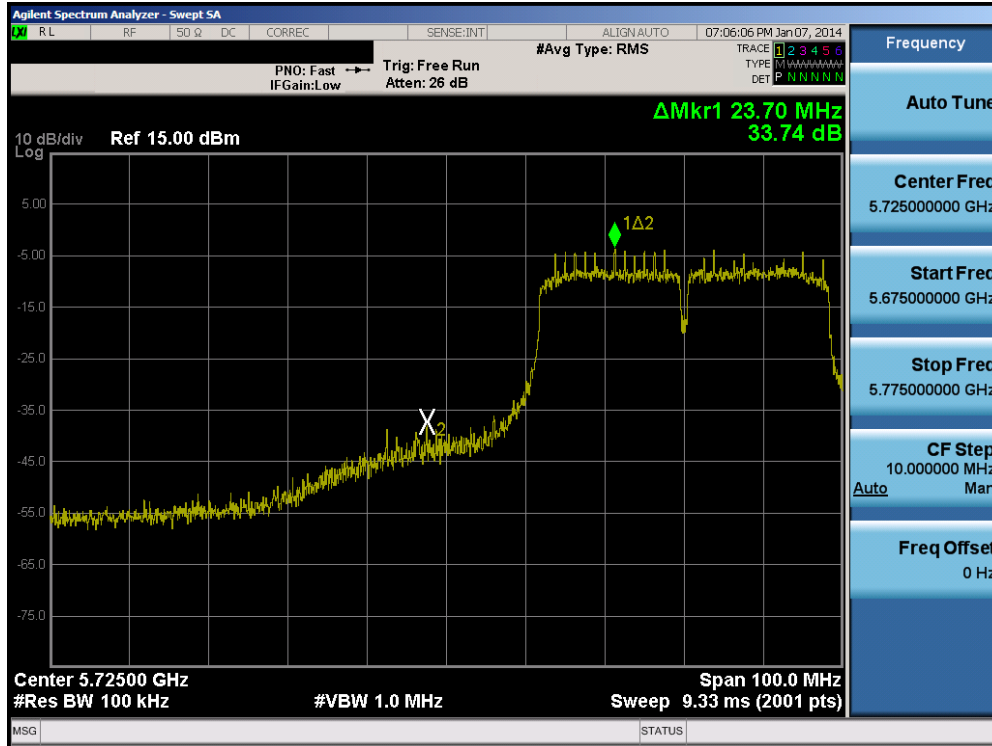 Agilent Spectrum Analyzer - Swept SA
LXI RL RF 50 Ω DC CORREC SENSE:INT ALIGN AUTO 07:06:06 PM Jan 07, 2014
#Avg Type: RMS
TRACE 1 2 3 4 5 6
PNO: Fast Trig: Free Run
TYPE M W W W W W
IFGain:Low Atten: 26 dB
DET P N N N N N
ΔMkr1 23.70 MHz
33.74 dB
10 dB/div Ref 15.00 dBm
Log
5.00
-5.00
-15.0
-25.0
-35.0
-45.0
-55.0
-65.0
-75.0
1Δ2
X2
Center 5.72500 GHz Span 100.0 MHz
#Res BW 100 kHz #VBW 1.0 MHz Sweep 9.33 ms (2001 pts)
MSG STATUS
Frequency
Auto Tune
Center Freq
5.725000000 GHz
Start Freq
5.675000000 GHz
Stop Freq
5.775000000 GHz
CF Step
10.000000 MHz
Auto Man
Freq Offset
0 Hz